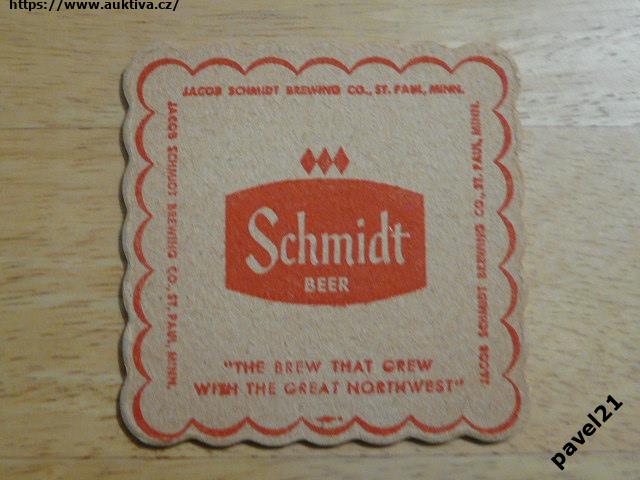 https://www.auktiva.cz/
JACOB SCHMIDT BREWING CO., ST. PAUL, MINN.
JACOB SCHMIDT BREWING CO., ST. PAUL, MINN.
JACOB SCHMIDT BREWING CO., ST. PAUL, MINN.
Schmidt
BEER
"THE BREW THAT GREW
WITH THE GREAT NORTHWEST"
pavel21